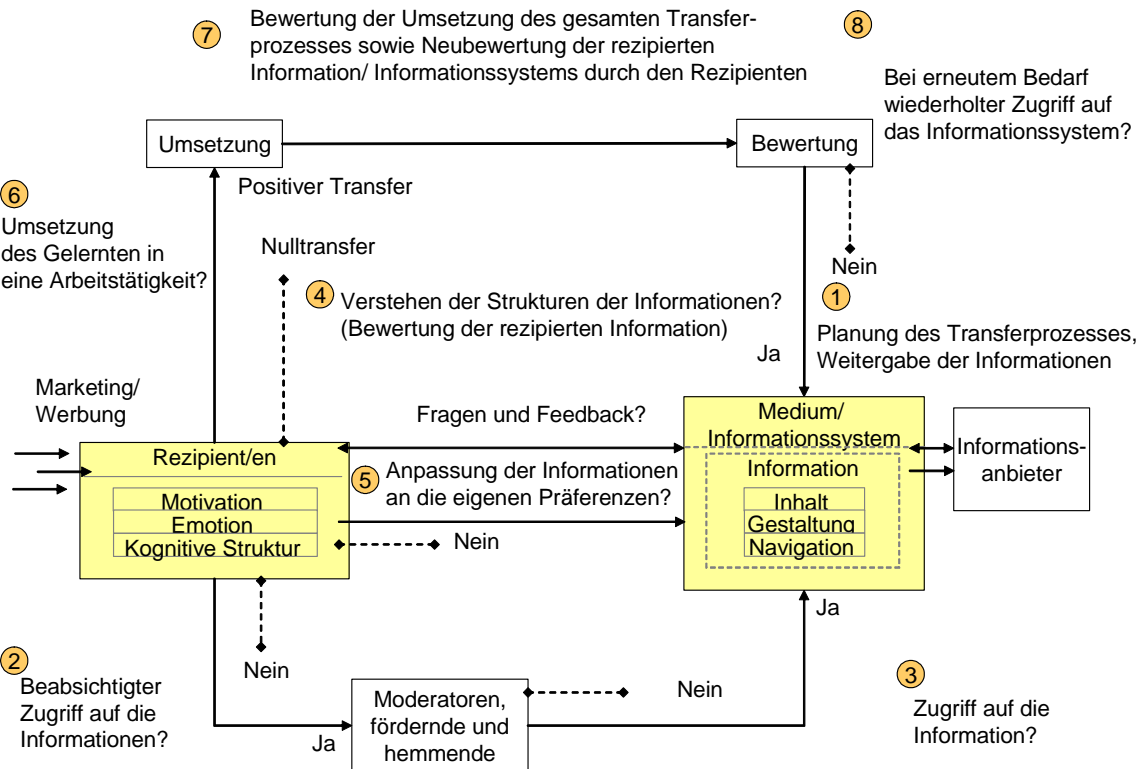 7
Bewertung der Umsetzung des gesamten Transfer-
prozesses sowie Neubewertung der rezipierten
Information/ Informationssystems durch den Rezipienten
8
Bei erneutem Bedarf
wiederholter Zugriff auf
das Informationssystem?
Umsetzung
Bewertung
6
Umsetzung
des Gelernten in
eine Arbeitstätigkeit?
Positiver Transfer
Nulltransfer
4
Verstehen der Strukturen der Informationen?
(Bewertung der rezipierten Information)
Nein
1
Planung des Transferprozesses,
Weitergabe der Informationen
Ja
Marketing/
Werbung
Rezipient/en
Motivation
Emotion
Kognitive Struktur
Fragen und Feedback?
5
Anpassung der Informationen
an die eigenen Präferenzen?
Nein
Medium/
Informationssystem
Information
Inhalt
Gestaltung
Navigation
Informations-
anbieter
Nein
2
Beabsichtigter
Zugriff auf die
Informationen?
Ja
Moderatoren,
fördernde und
hemmende
Nein
Ja
3
Zugriff auf die
Information?